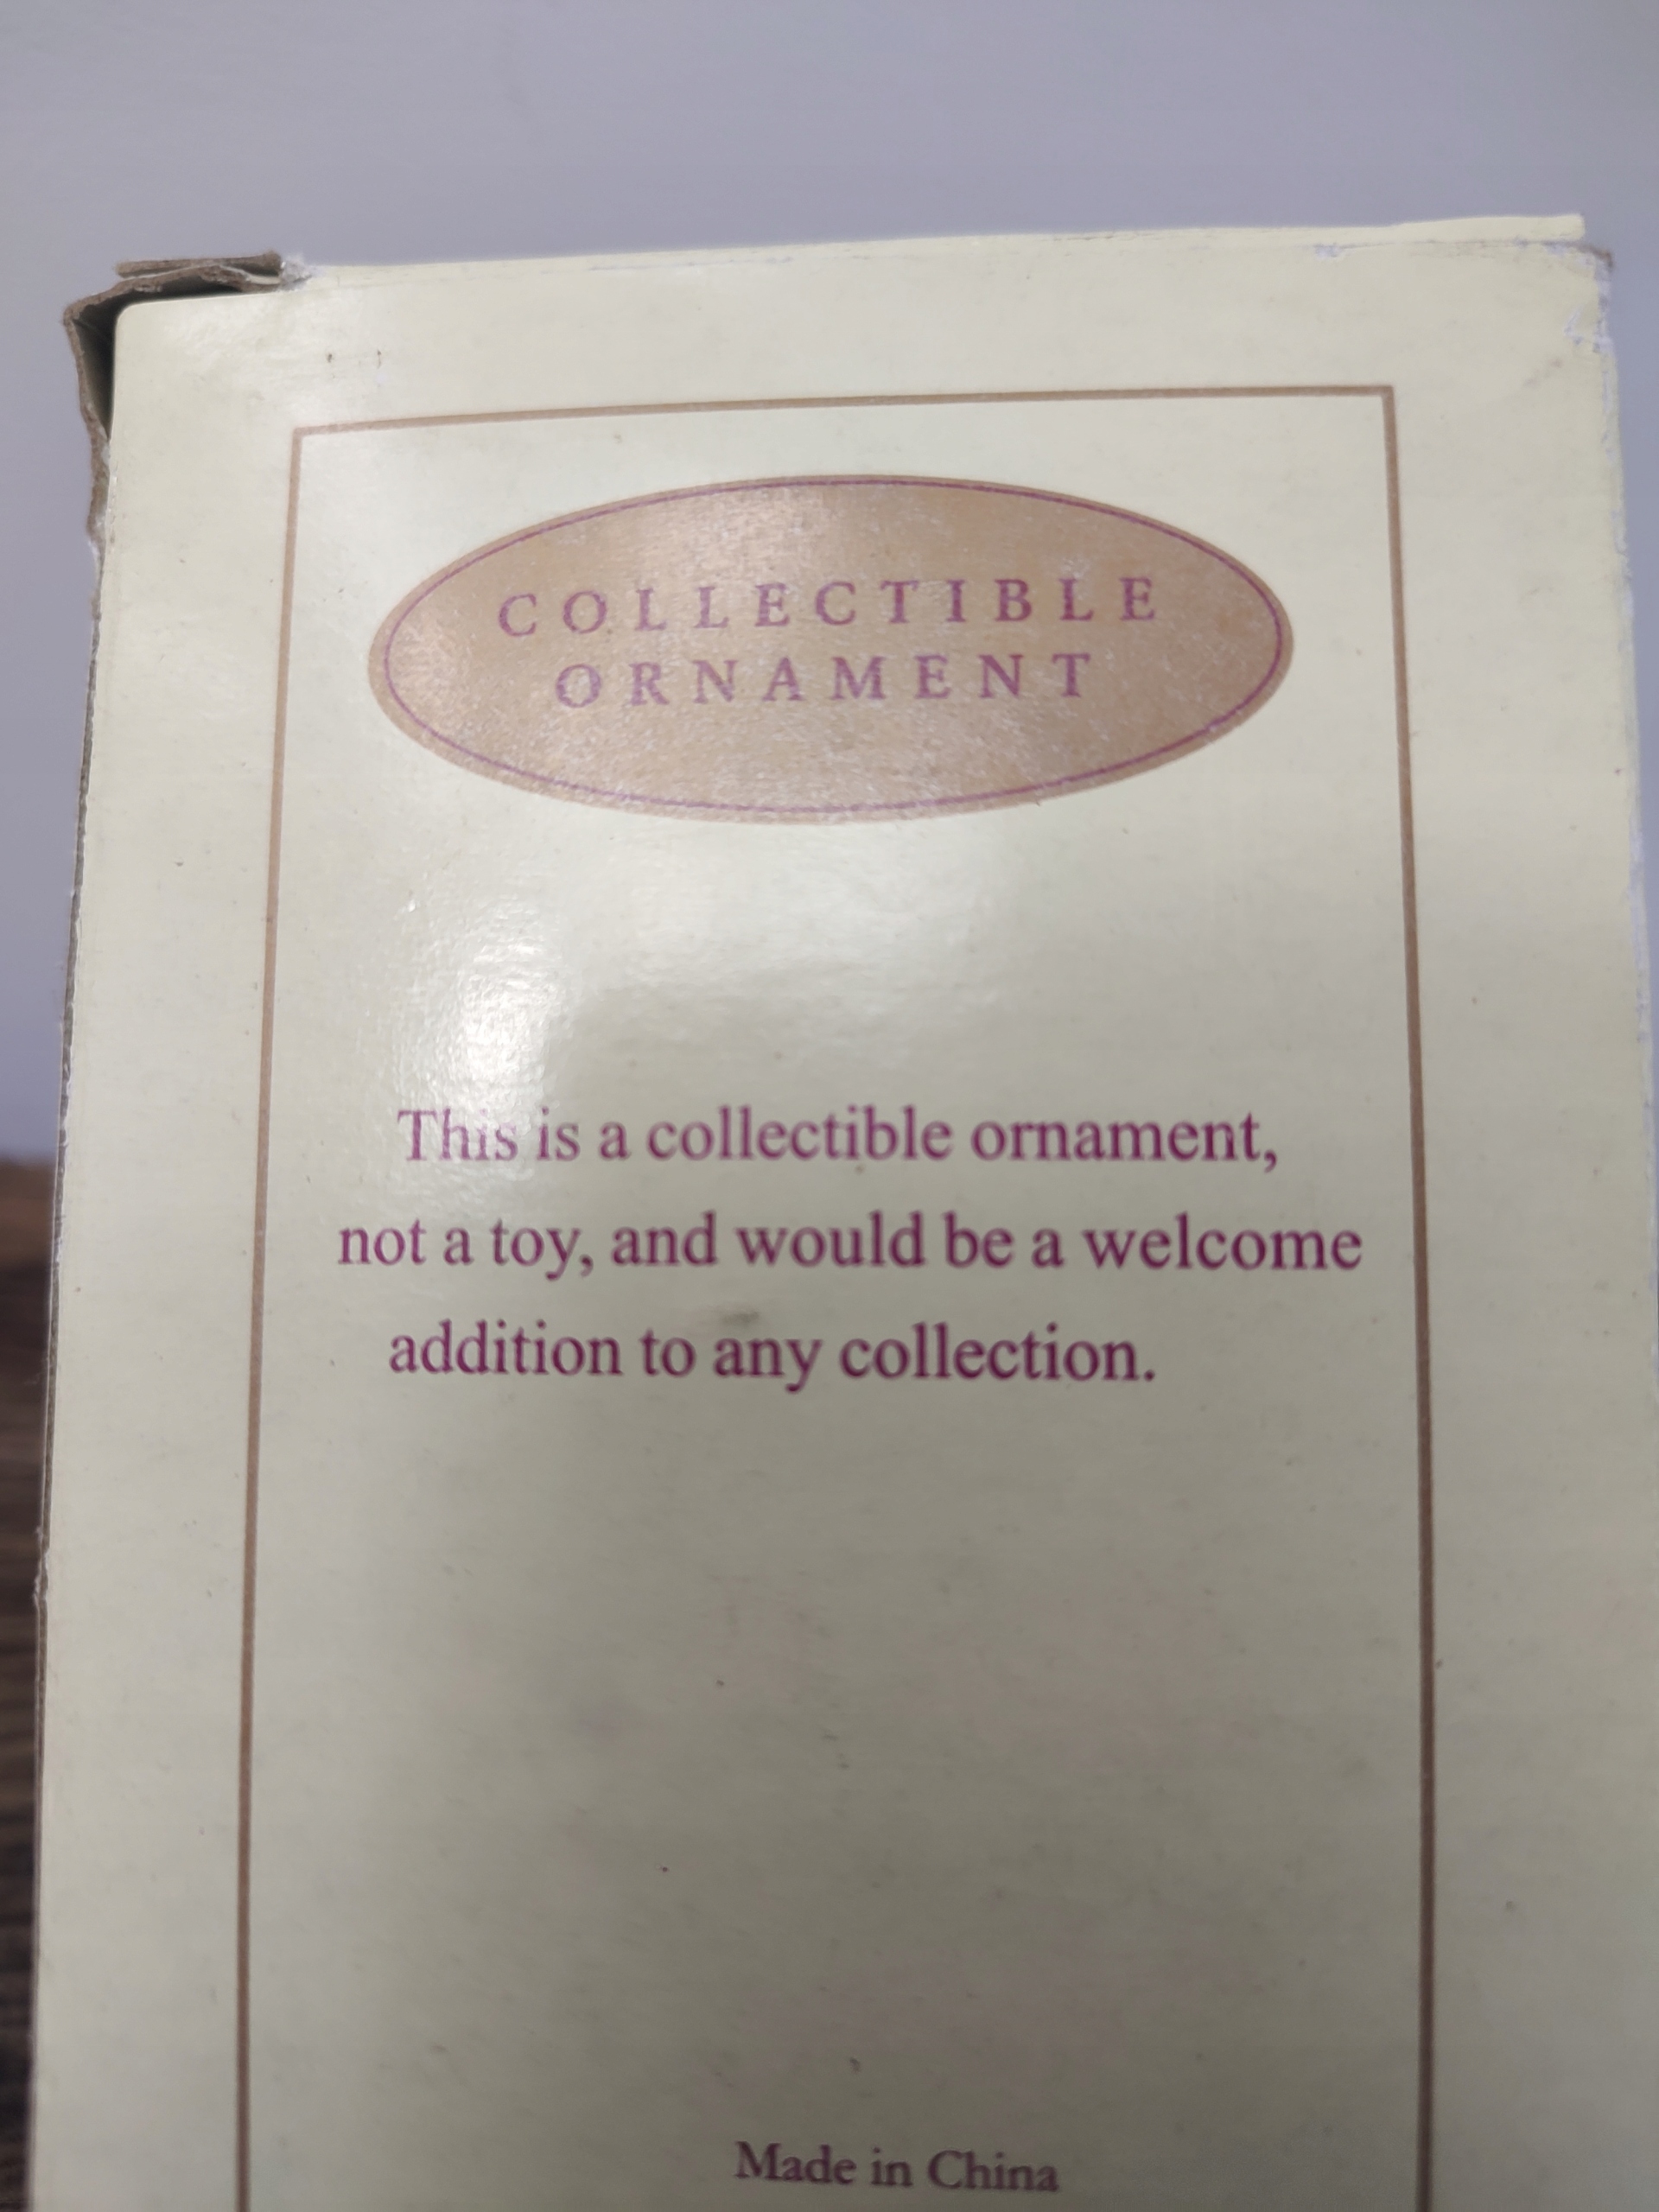 COLLECTIBLE
ORNAMENT
This is a collectible ornament,
not a toy, and would be a welcome
addition to any collection.
Made in China